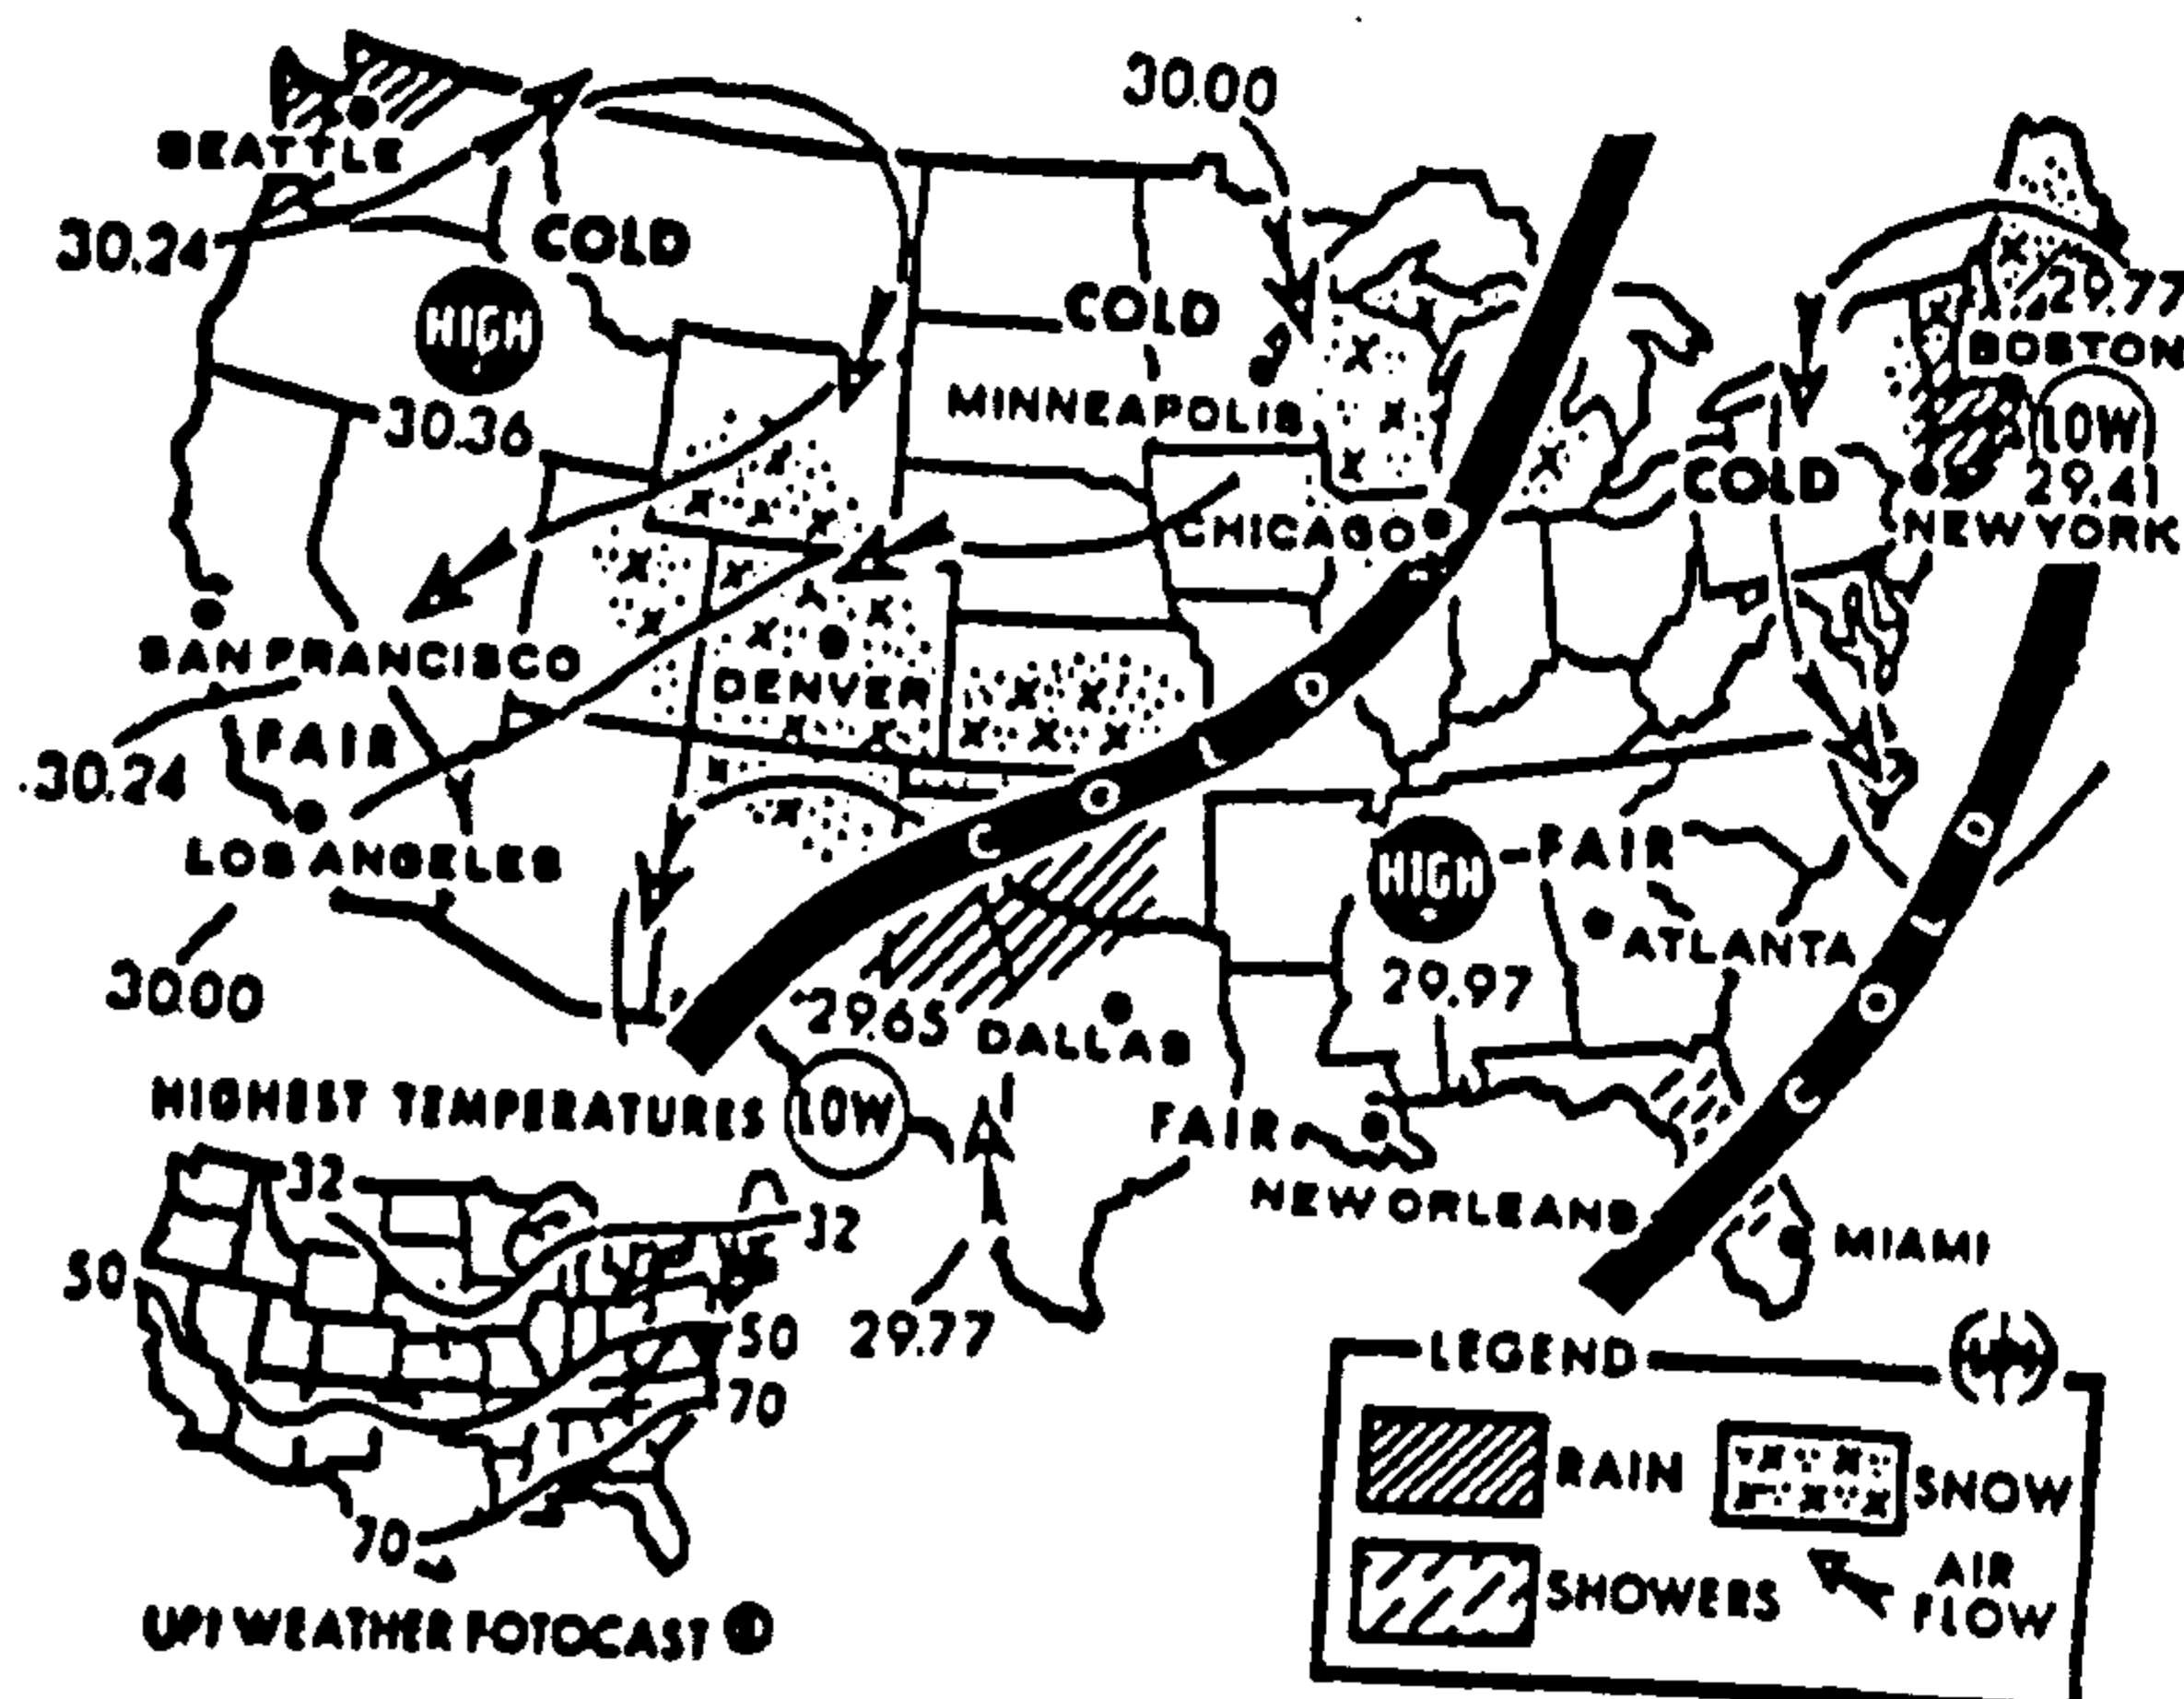 30.00
SEATTLE
30.24
COLD
HIGH
COLD
29.77
BOSTON
30.36
MINNEAPOLIS
LOW
COLD
29.41
NEW YORK
CHICAGO
SAN FRANCISCO
DENVER
FAIR
30.24
LOS ANGELES
HIGH
FAIR
ATLANTA
30.00
29.97
29.65
DALLAS
HIGHEST TEMPERATURES
LOW
FAIR
NEW ORLEANS
MIAMI
32
32
50
50
29.77
70
70
LEGEND
UPI
RAIN
SNOW
SHOWERS
AIR
FLOW
UPI WEATHER FOTOCAST